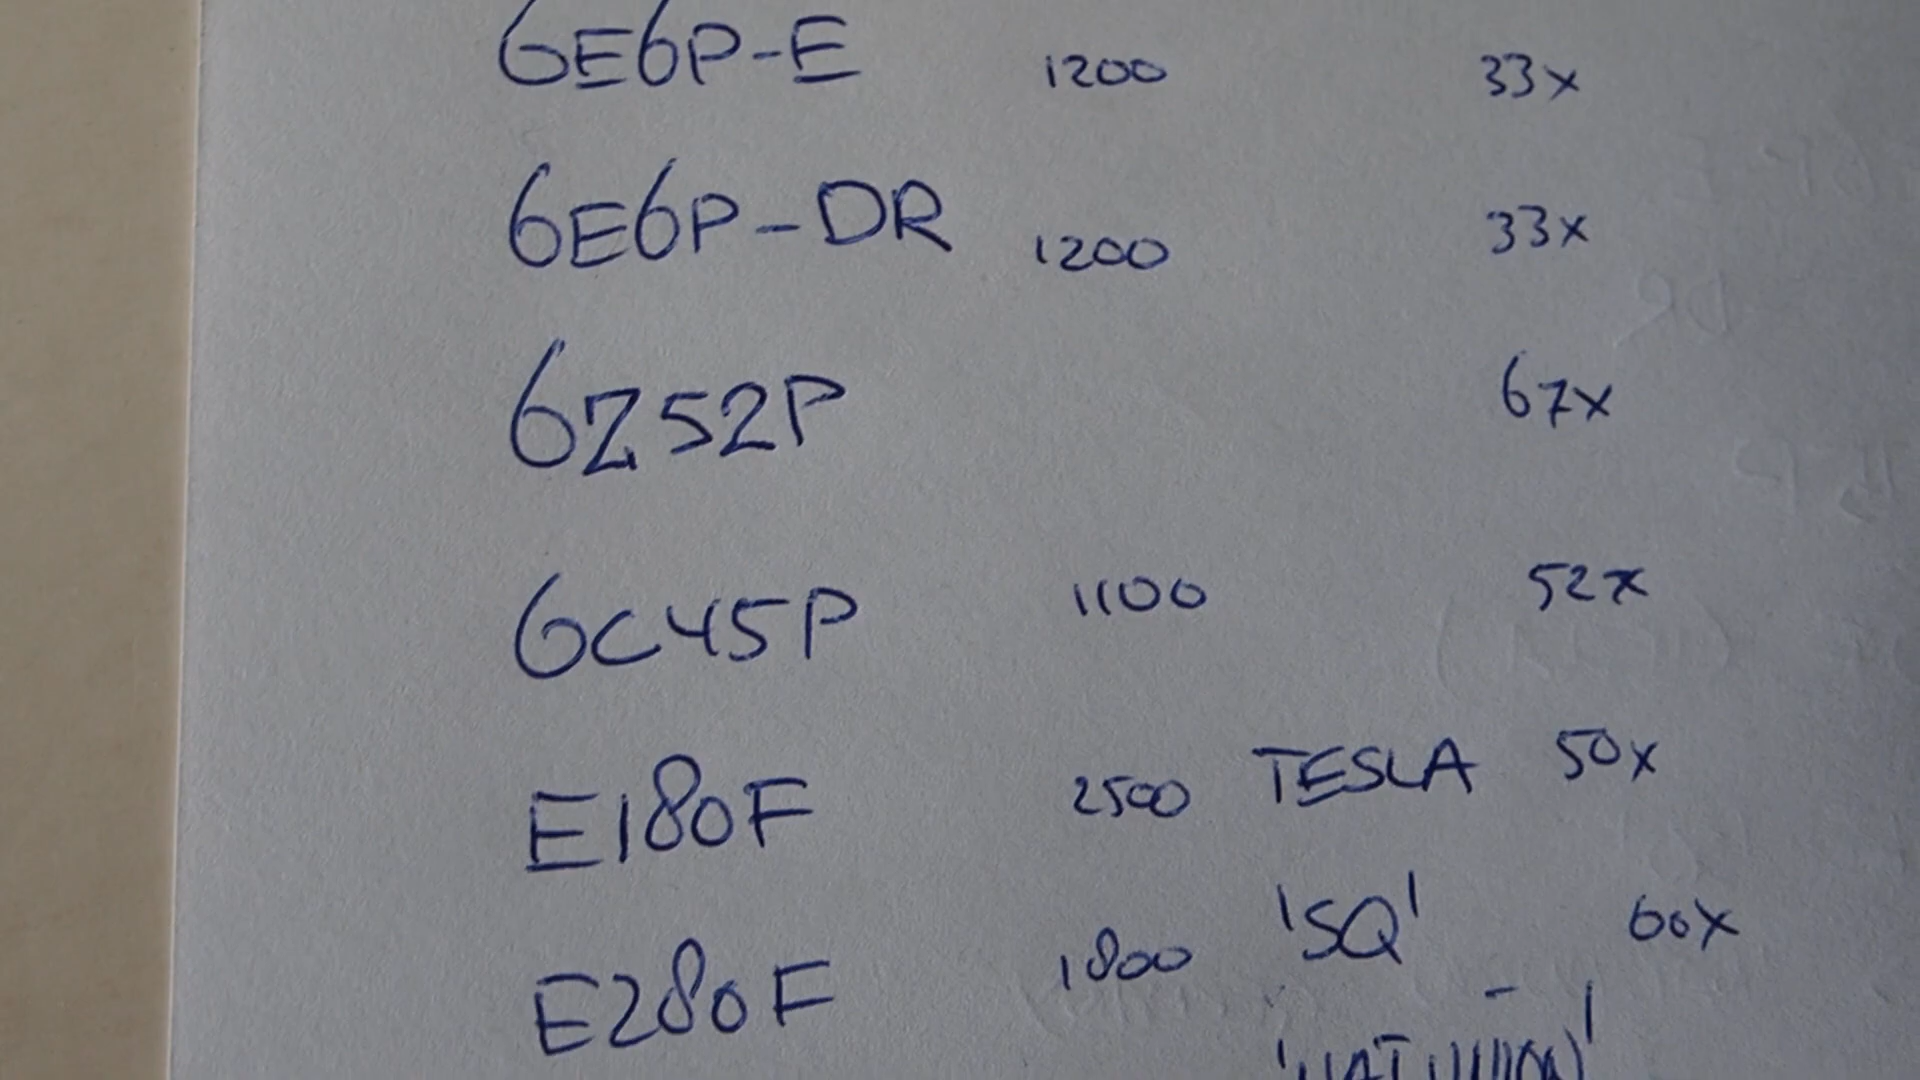 6E6P-E 1200 33x
6E6P-DR 1200 33x
6Z52P 67x
6C45P 1100 52x
E180F 2500 TESLA 50x
E280F 1800 'SQ' 60x